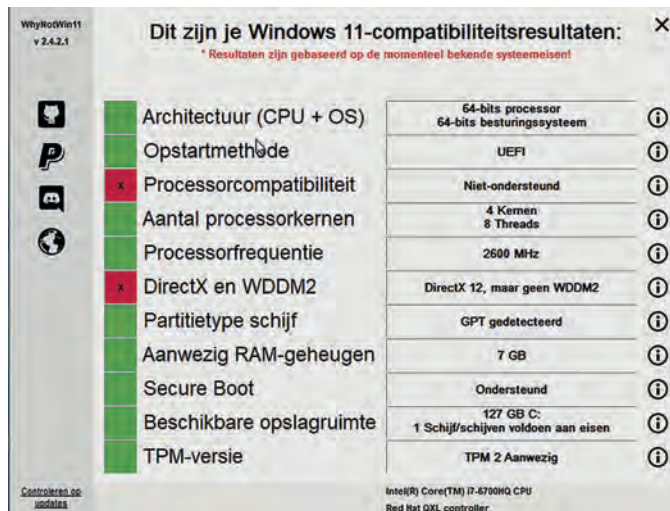 WhyNotWin11
v 2.4.2.1
Dit zijn je Windows 11-compatibiliteitsresultaten:
* Resultaten zijn gebaseerd op de momenteel bekende systeemeisen!
Architectuur (CPU + OS)
64-bits processor
64-bits besturingssysteem
Opstartmethode
UEFI
X
Processorcompatibiliteit
Niet-ondersteund
Aantal processorkernen
4 Kernen
8 Threads
Processorfrequentie
2600 MHz
X
DirectX en WDDM2
DirectX 12, maar geen WDDM2
Partitietype schijf
GPT gedetecteerd
Aanwezig RAM-geheugen
7 GB
Secure Boot
Ondersteund
Beschikbare opslagruimte
127 GB C:
1 Schijf/schijven voldoen aan eisen
TPM-versie
TPM 2 Aanwezig
Controleren op
updates
Intel(R) Core(TM) i7-6700HQ CPU
Red Hat QXL controller